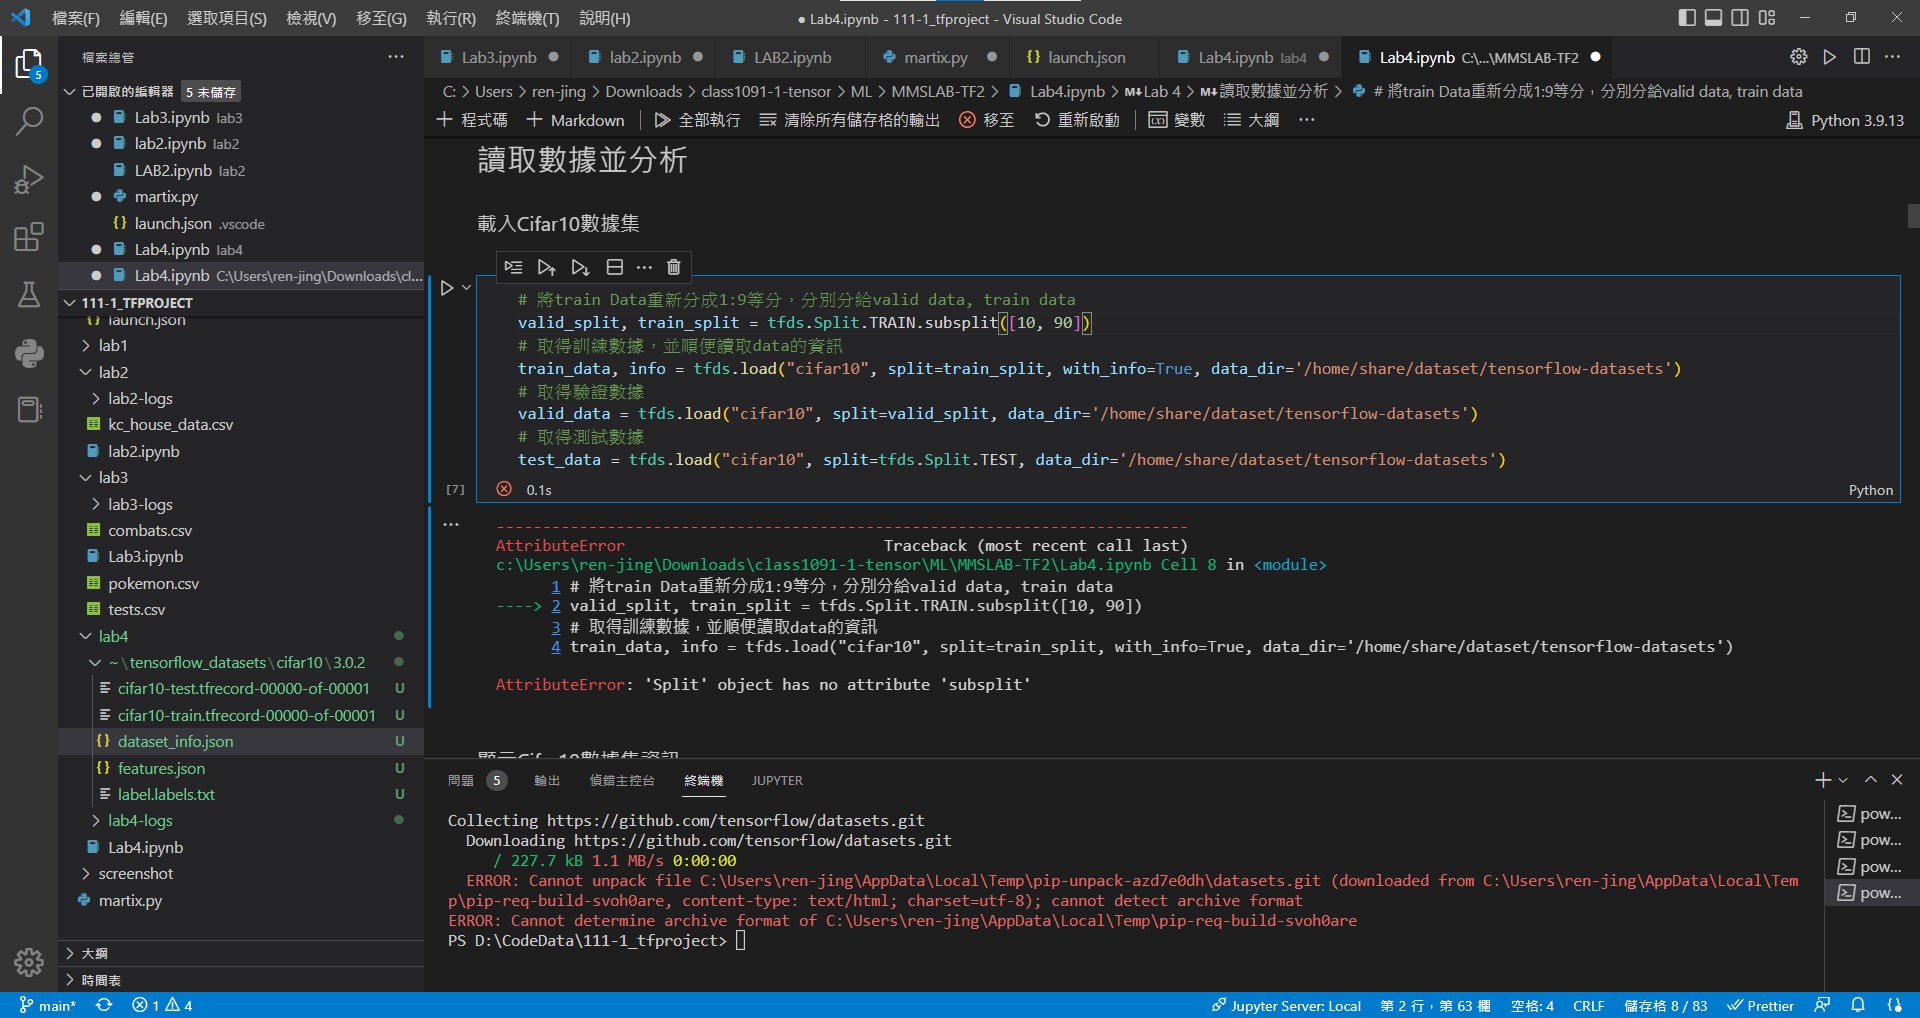 檔案(F) 編輯(E) 選取項目(S) 檢視(V) 移至(G) 執行(R) 終端機(T) 說明(H)
● Lab4.ipynb - 111-1_tfproject - Visual Studio Code
檔案總管
5
已開啟的編輯器 5 未儲存
Lab3.ipynb lab3
lab2.ipynb lab2
LAB2.ipynb lab2
martix.py
launch.json .vscode
Lab4.ipynb lab4
Lab4.ipynb C:\Users\ren-jing\Downloads\cl...
111-1_TFPROJECT
launch.json
lab1
lab2
lab2-logs
kc_house_data.csv
lab2.ipynb
lab3
lab3-logs
combats.csv
Lab3.ipynb
pokemon.csv
tests.csv
lab4
~\tensorflow_datasets\cifar10\3.0.2
cifar10-test.tfrecord-00000-of-00001 U
cifar10-train.tfrecord-00000-of-00001 U
dataset_info.json U
features.json U
label.labels.txt U
lab4-logs
Lab4.ipynb
screenshot
martix.py
大綱
時間表
Lab3.ipynb lab2.ipynb LAB2.ipynb martix.py launch.json Lab4.ipynb lab4 Lab4.ipynb C:\...\MMSLAB-TF2
C: > Users > ren-jing > Downloads > class1091-1-tensor > ML > MMSLAB-TF2 > Lab4.ipynb > M↓Lab 4 > M↓讀取數據並分析 > # 將train Data重新分成1:9等分，分別分給valid data, train data
程式碼 Markdown 全部執行 清除所有儲存格的輸出 移至 重新啟動 變數 大綱 ... Python 3.9.13
讀取數據並分析
載入Cifar10數據集
# 將train Data重新分成1:9等分，分別分給valid data, train data
valid_split, train_split = tfds.Split.TRAIN.subsplit([10, 90])
# 取得訓練數據，並順便讀取data的資訊
train_data, info = tfds.load("cifar10", split=train_split, with_info=True, data_dir='/home/share/dataset/tensorflow-datasets')
# 取得驗證數據
valid_data = tfds.load("cifar10", split=valid_split, data_dir='/home/share/dataset/tensorflow-datasets')
# 取得測試數據
test_data = tfds.load("cifar10", split=tfds.Split.TEST, data_dir='/home/share/dataset/tensorflow-datasets')
[7] 0.1s Python
---------------------------------------------------------------------------
AttributeError Traceback (most recent call last)
c:\Users\ren-jing\Downloads\class1091-1-tensor\ML\MMSLAB-TF2\Lab4.ipynb Cell 8 in <module>
1 # 將train Data重新分成1:9等分，分別分給valid data, train data
----> 2 valid_split, train_split = tfds.Split.TRAIN.subsplit([10, 90])
3 # 取得訓練數據，並順便讀取data的資訊
4 train_data, info = tfds.load("cifar10", split=train_split, with_info=True, data_dir='/home/share/dataset/tensorflow-datasets')
AttributeError: 'Split' object has no attribute 'subsplit'
顯示Cifar10數據集資訊
問題 5 輸出 偵錯主控台 終端機 JUPYTER
Collecting https://github.com/tensorflow/datasets.git
Downloading https://github.com/tensorflow/datasets.git
/ 227.7 kB 1.1 MB/s 0:00:00
ERROR: Cannot unpack file C:\Users\ren-jing\AppData\Local\Temp\pip-unpack-azd7e0dh\datasets.git (downloaded from C:\Users\ren-jing\AppData\Local\Tem
p\pip-req-build-svoh0are, content-type: text/html; charset=utf-8); cannot detect archive format
ERROR: Cannot determine archive format of C:\Users\ren-jing\AppData\Local\Temp\pip-req-build-svoh0are
PS D:\CodeData\111-1_tfproject>
pow...
pow...
pow...
pow...
main* 1 4 Jupyter Server: Local 第 2 行，第 63 欄 空格: 4 CRLF 儲存格 8 / 83 Prettier